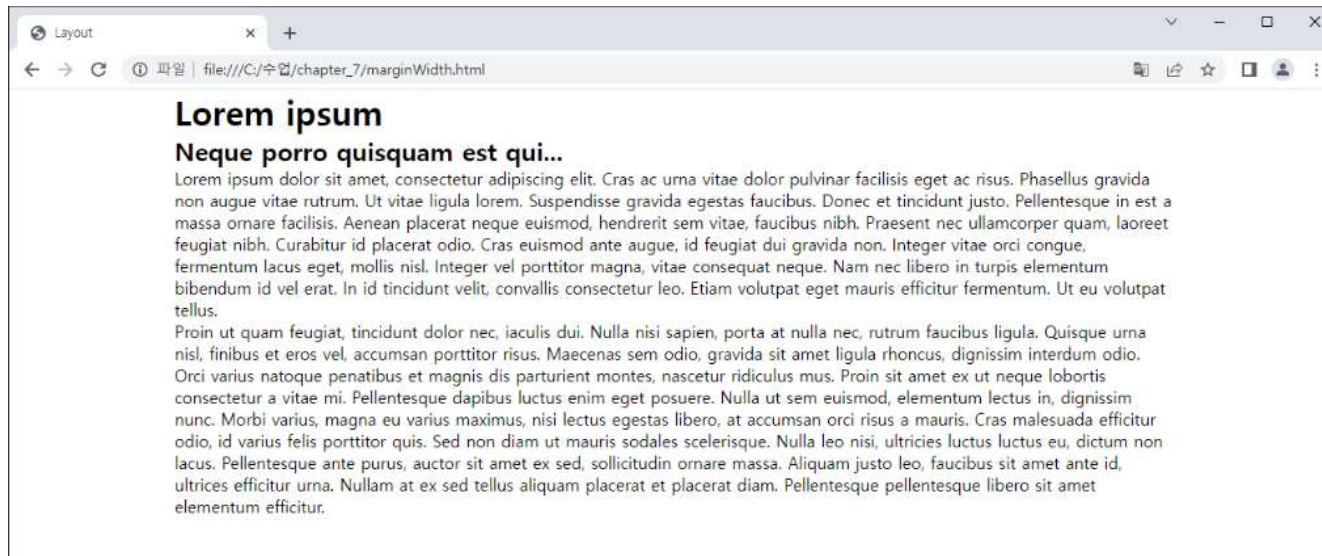 Layout
파일 file:///C:/수업/chapter_7/marginWidth.html
Lorem ipsum
Neque porro quisquam est qui...
Lorem ipsum dolor sit amet, consectetur adipiscing elit. Cras ac urna vitae dolor pulvinar facilisis eget ac risus. Phasellus gravida
non augue vitae rutrum. Ut vitae ligula lorem. Suspendisse gravida egestas faucibus. Donec et tincidunt justo. Pellentesque in est a
massa ornare facilisis. Aenean placerat neque euismod, hendrerit sem vitae, faucibus nibh. Praesent nec ullamcorper quam, laoreet
feugiat nibh. Curabitur id placerat odio. Cras euismod ante augue, id feugiat dui gravida non. Integer vitae orci congue,
fermentum lacus eget, mollis nisl. Integer vel porttitor magna, vitae consequat neque. Nam nec libero in turpis elementum
bibendum id vel erat. In id tincidunt velit, convallis consectetur leo. Etiam volutpat eget mauris efficitur fermentum. Ut eu volutpat
tellus.
Proin ut quam feugiat, tincidunt dolor nec, iaculis dui. Nulla nisi sapien, porta at nulla nec, rutrum faucibus ligula. Quisque urna
nisl, finibus et eros vel, accumsan porttitor risus. Maecenas sem odio, gravida sit amet ligula rhoncus, dignissim interdum odio.
Orci varius natoque penatibus et magnis dis parturient montes, nascetur ridiculus mus. Proin sit amet ex ut neque lobortis
consectetur a vitae mi. Pellentesque dapibus luctus enim eget posuere. Nulla ut sem euismod, elementum lectus in, dignissim
nunc. Morbi varius, magna eu varius maximus, nisi lectus egestas libero, at accumsan orci risus a mauris. Cras malesuada efficitur
odio, id varius felis porttitor quis. Sed non diam ut mauris sodales scelerisque. Nulla leo nisi, ultricies luctus luctus eu, dictum non
lacus. Pellentesque ante purus, auctor sit amet ex sed, sollicitudin ornare massa. Aliquam justo leo, faucibus sit amet ante id,
ultrices efficitur urna. Nullam at ex sed tellus aliquam placerat et placerat diam. Pellentesque pellentesque libero sit amet
elementum efficitur.